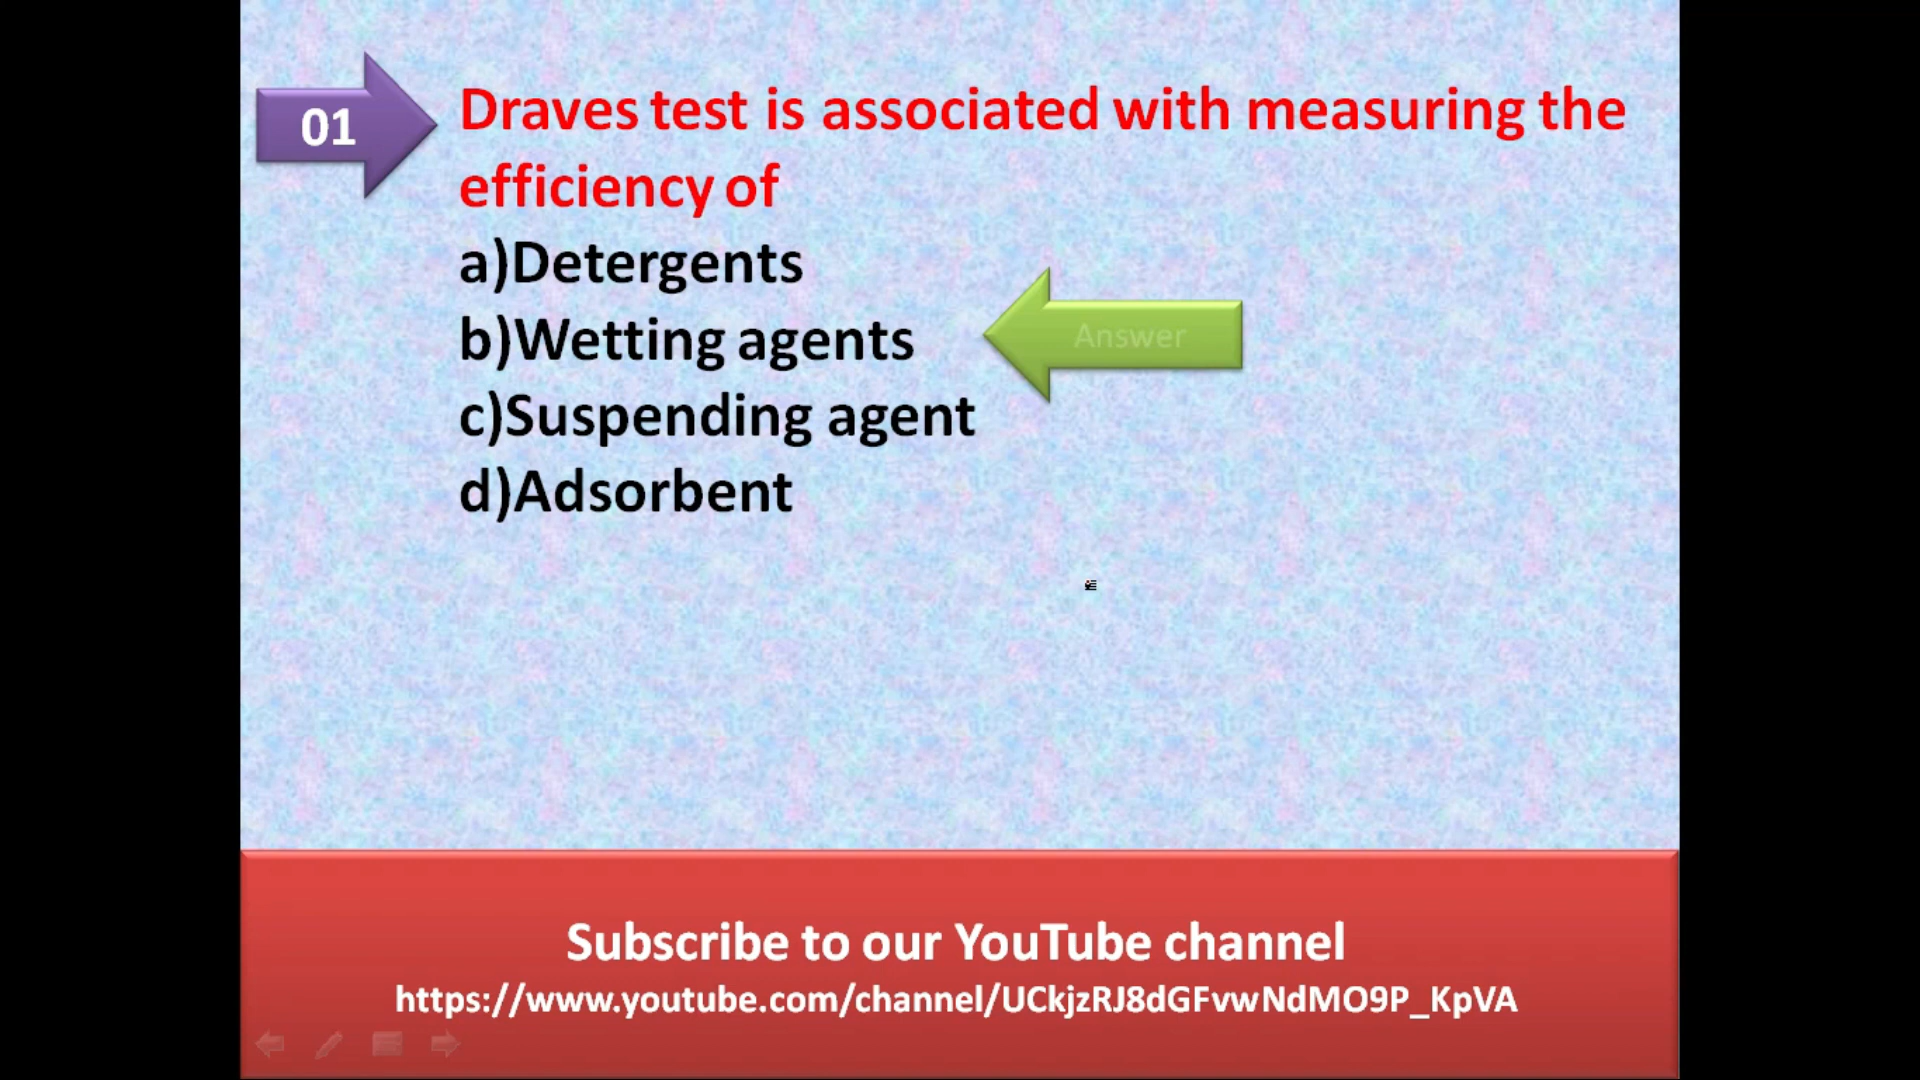 01
Draves test is associated with measuring the
efficiency of
a)Detergents
b)Wetting agents
Answer
c)Suspending agent
d)Adsorbent
Subscribe to our YouTube channel
https://www.youtube.com/channel/UCkjzRJ8dGFvwNdMO9P_KpVA